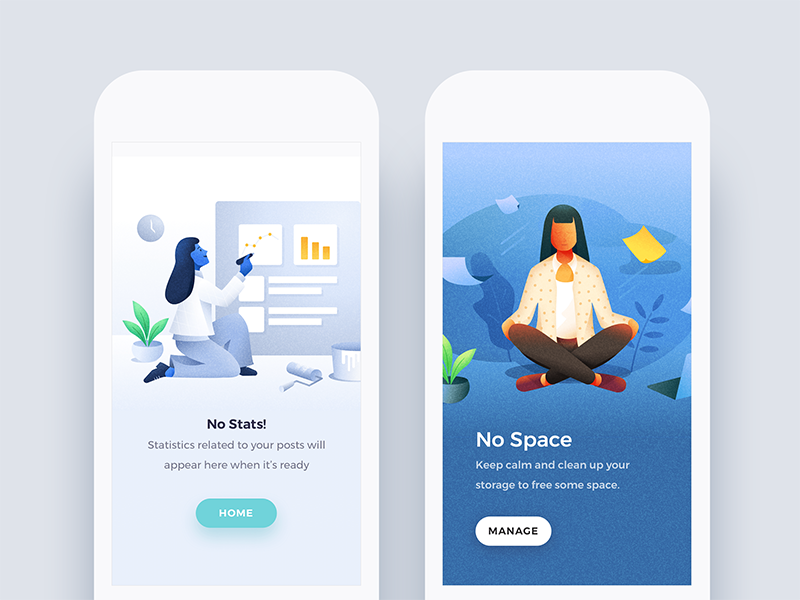 No Stats!
Statistics related to your posts will
appear here when it's ready
HOME
No Space
Keep calm and clean up your
storage to free some space.
MANAGE